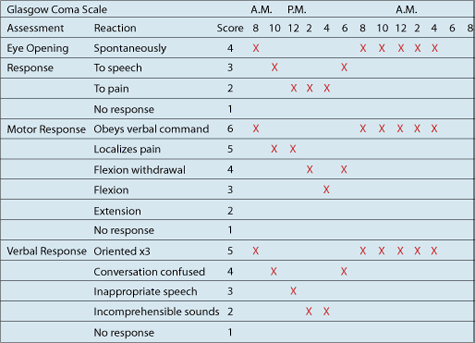 Glasgow Coma Scale A.M. P.M. A.M.
Assessment Reaction Score 8 10 12 2 4 6 8 10 12 2 4 6 8
Eye Opening Spontaneously 4 X X X X X X
Response To speech 3 X X
To pain 2 X X X
No response 1
Motor Response Obeys verbal command 6 X X X X X X
Localizes pain 5 X X
Flexion withdrawal 4 X X
Flexion 3 X
Extension 2
No response 1
Verbal Response Oriented x3 5 X X X X X X
Conversation confused 4 X X
Inappropriate speech 3 X
Incomprehensible sounds 2 X X
No response 1